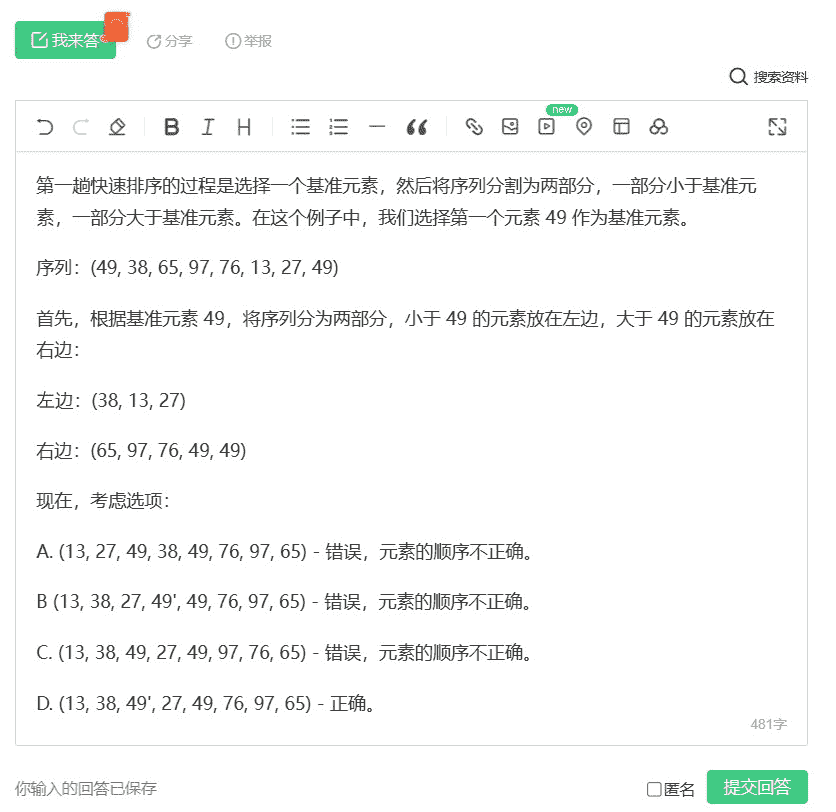 我来答
分享
举报
搜索资料
B I H
new
第一趟快速排序的过程是选择一个基准元素，然后将序列分割为两部分，一部分小于基准元
素，一部分大于基准元素。在这个例子中，我们选择第一个元素 49 作为基准元素。
序列：(49, 38, 65, 97, 76, 13, 27, 49)
首先，根据基准元素 49，将序列分为两部分，小于 49 的元素放在左边，大于 49 的元素放在
右边：
左边：(38, 13, 27)
右边：(65, 97, 76, 49, 49)
现在，考虑选项：
A. (13, 27, 49, 38, 49, 76, 97, 65) - 错误，元素的顺序不正确。
B (13, 38, 27, 49', 49, 76, 97, 65) - 错误，元素的顺序不正确。
C. (13, 38, 49, 27, 49, 97, 76, 65) - 错误，元素的顺序不正确。
D. (13, 38, 49', 27, 49, 76, 97, 65) - 正确。
481字
你输入的回答已保存
匿名
提交回答